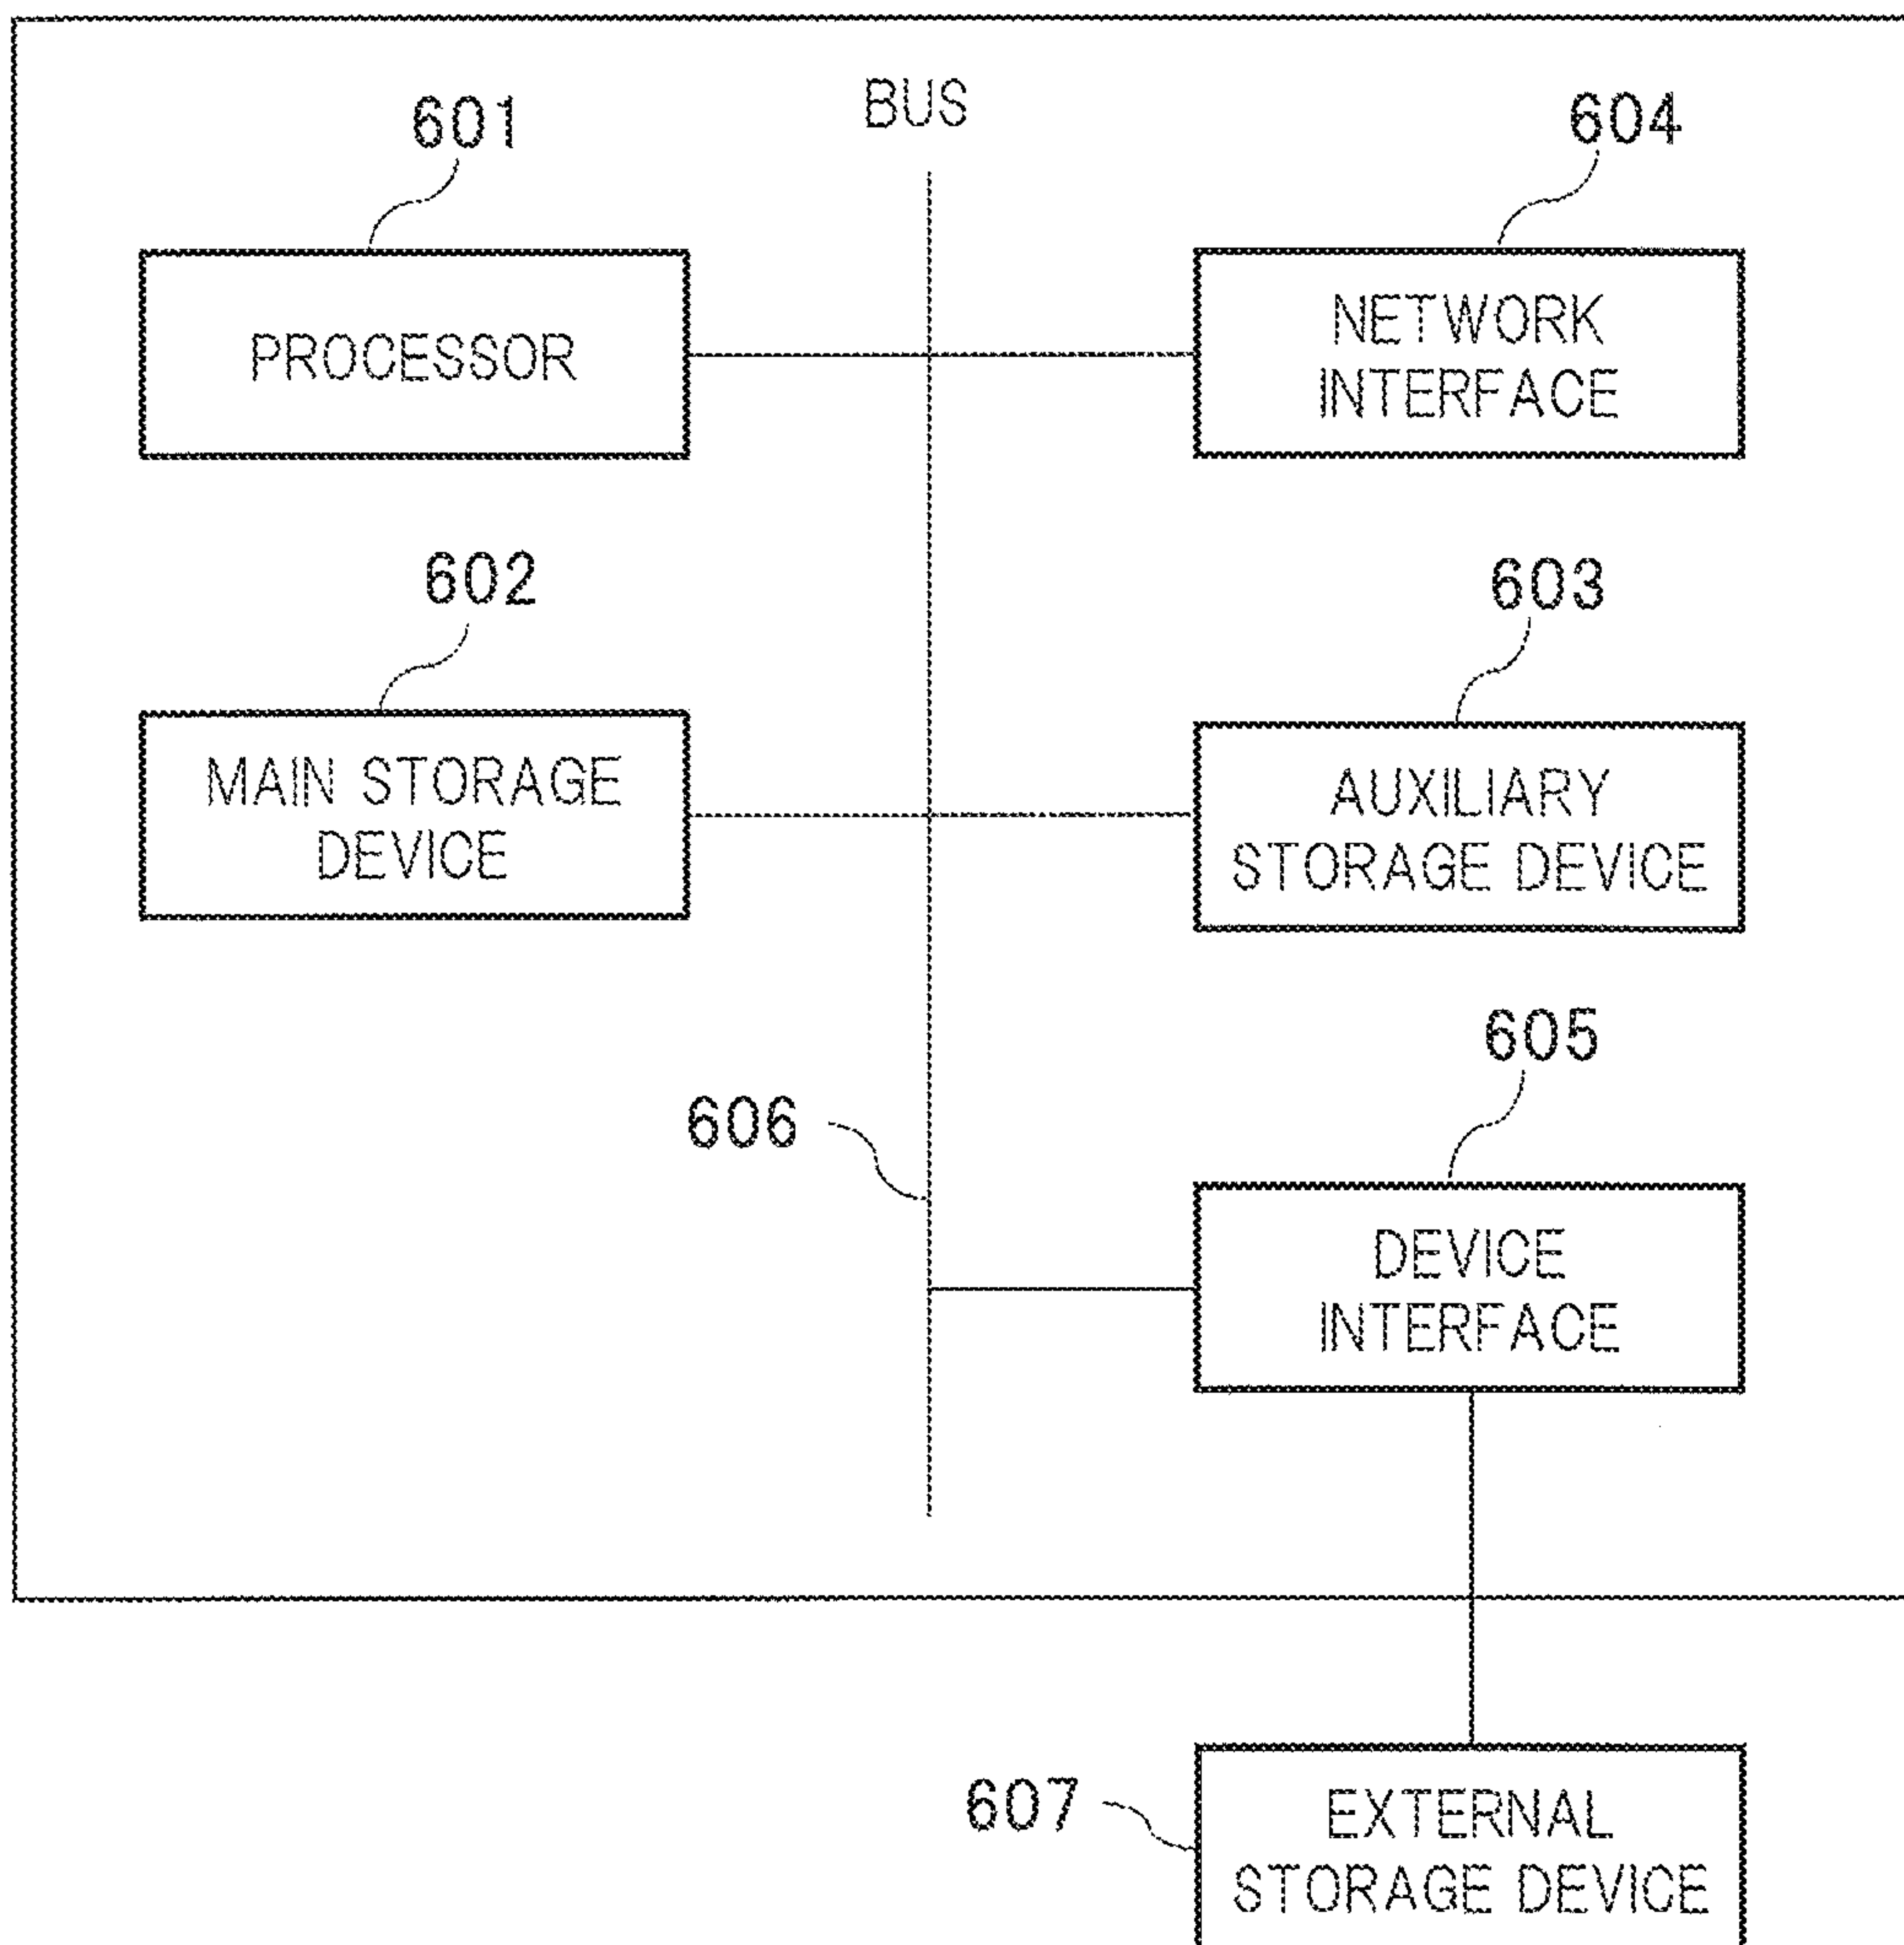 BUS
601
604
PROCESSOR
NETWORK
INTERFACE
602
603
MAIN STORAGE
DEVICE
AUXILIARY
STORAGE DEVICE
605
606
DEVICE
INTERFACE
607
EXTERNAL
STORAGE DEVICE